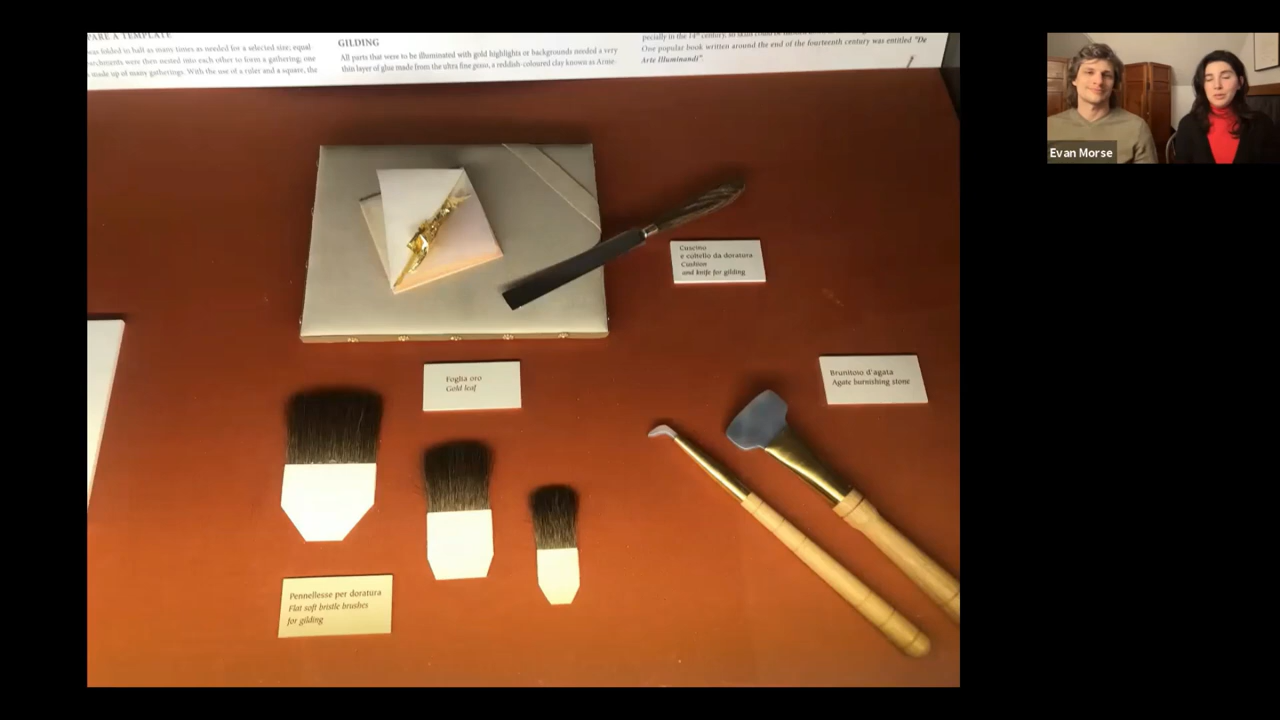 PARE A TEMPLATE
was folded in half as many times as needed for a selected size; equal
parchments were then nested into each other to form a gathering; one
made up of many gatherings. With the use of a ruler and a square, the
GILDING
All parts that were to be illuminated with gold highlights or backgrounds needed a very
thin layer of glue made from the ultra fine gesso, a reddish-coloured clay known as Arme-
pecially in the 14th century,
One popular book written around the end of the fourteenth century was entitled "De
Arte Illuminandi".
Evan Morse
Cuscino
e coltello da doratura
Cushion
and knife for gilding
Foglia oro
Gold leaf
Brunitoio d'agata
Agate burnishing stone
Pennellesse per doratura
Flat soft bristle brushes
for gilding